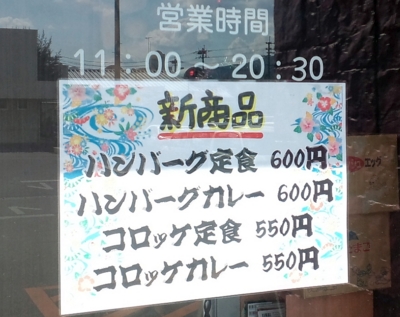 営業時間
11:00〜20:30
新商品
ハンバーグ定食 600円
ハンバーグカレー 600円
コロッケ定食 550円
コロッケカレー 550円